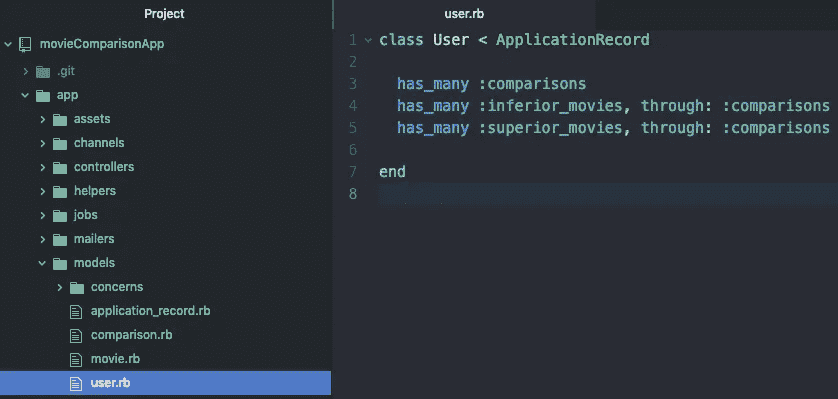 Project
movieComparisonApp
.git
app
assets
channels
controllers
helpers
jobs
mailers
models
concerns
application_record.rb
comparison.rb
movie.rb
user.rb
user.rb
1 class User < ApplicationRecord
2
3 has_many :comparisons
4 has_many :inferior_movies, through: :comparisons
5 has_many :superior_movies, through: :comparisons
6
7 end
8